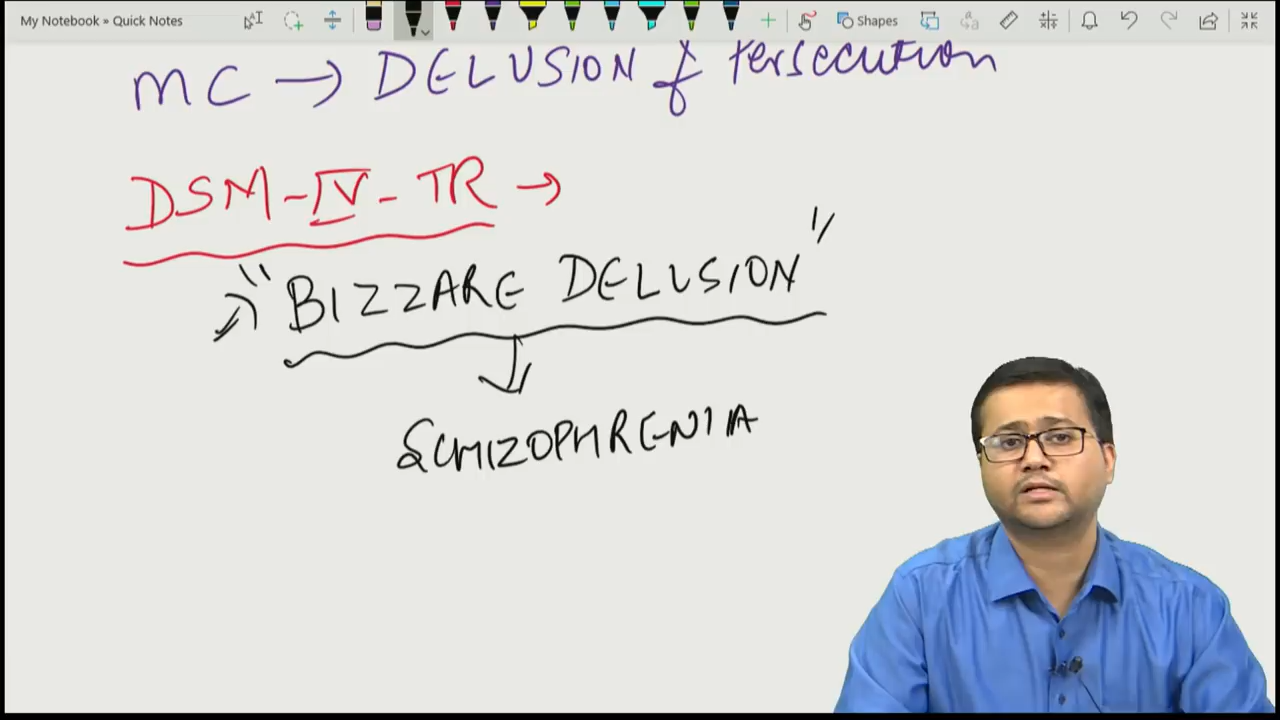 My Notebook » Quick Notes
Shapes
MC → DELUSION of Persecution
DSM-IV-TR →
"BIZZARE DELUSION"
SCHIZOPHRENIA